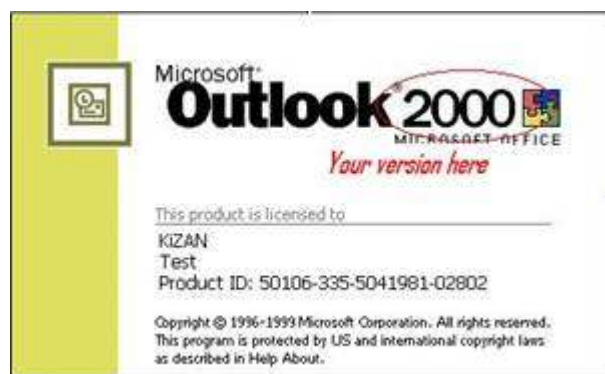 Microsoft®
Outlook® 2000
MICROSOFT OFFICE
Your version here
This product is licensed to
KiZAN
Test
Product ID: 50106-335-5041981-02802
Copyright © 1996-1999 Microsoft Corporation. All rights reserved.
This program is protected by US and international copyright laws
as described in Help About.